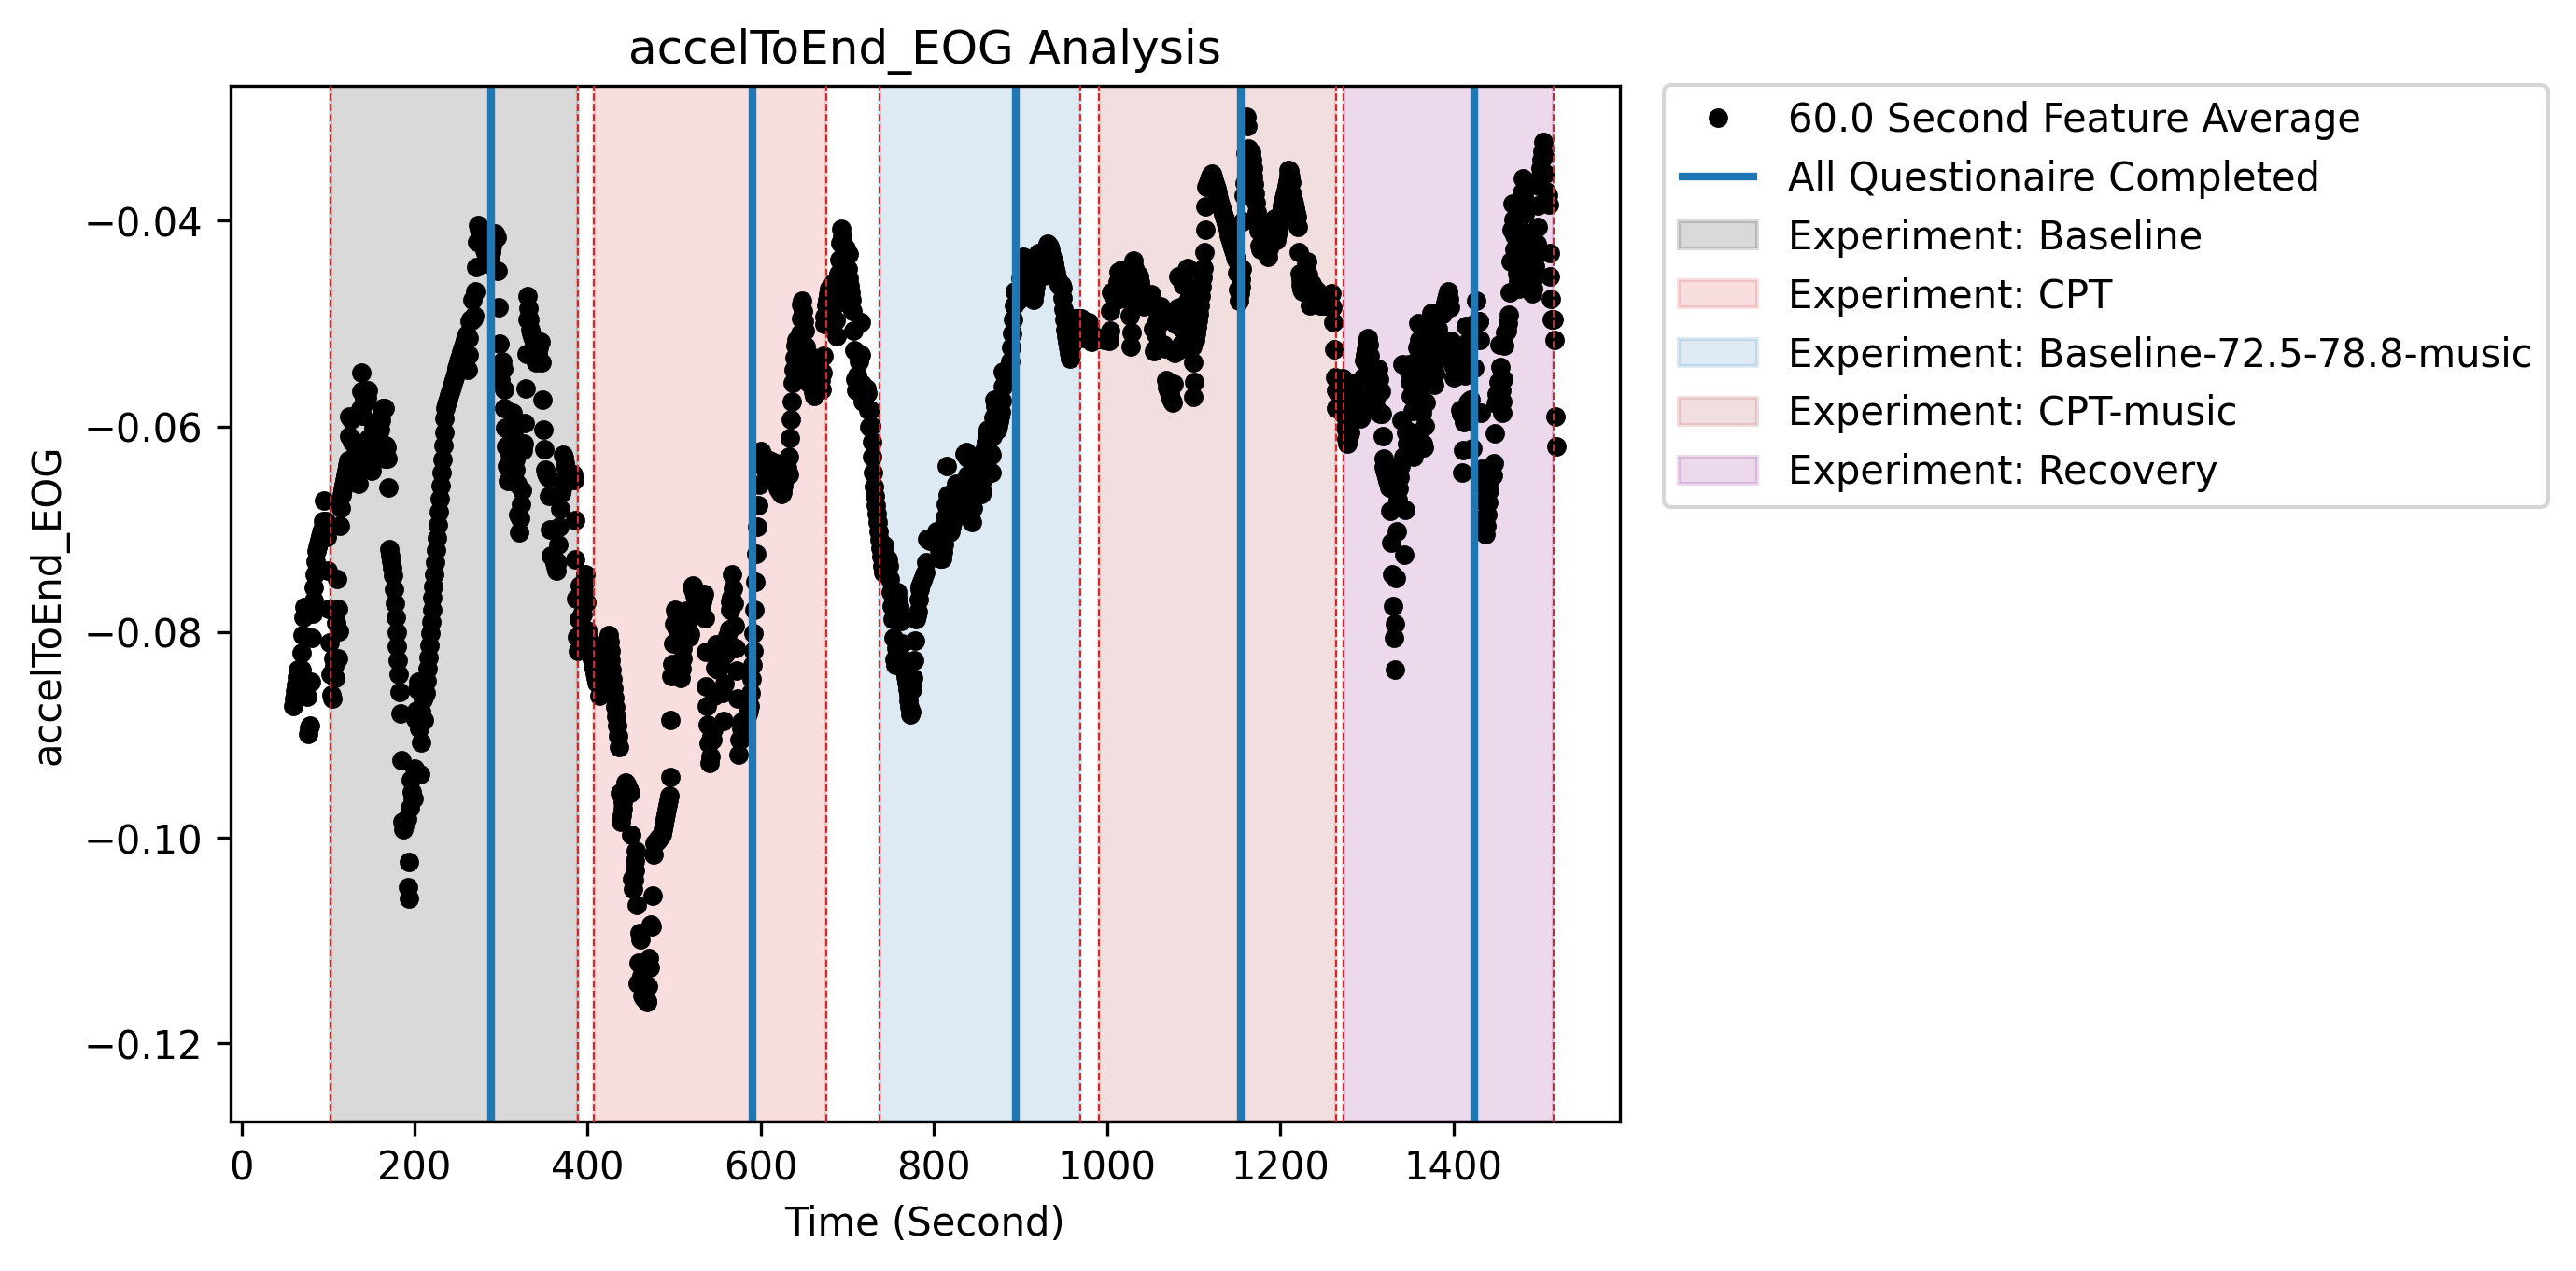 accelToEnd_EOG Analysis
accelToEnd_EOG
−0.04
−0.06
−0.08
−0.10
−0.12
0 200 400 600 800 1000 1200 1400
Time (Second)
60.0 Second Feature Average
All Questionaire Completed
Experiment: Baseline
Experiment: CPT
Experiment: Baseline-72.5-78.8-music
Experiment: CPT-music
Experiment: Recovery